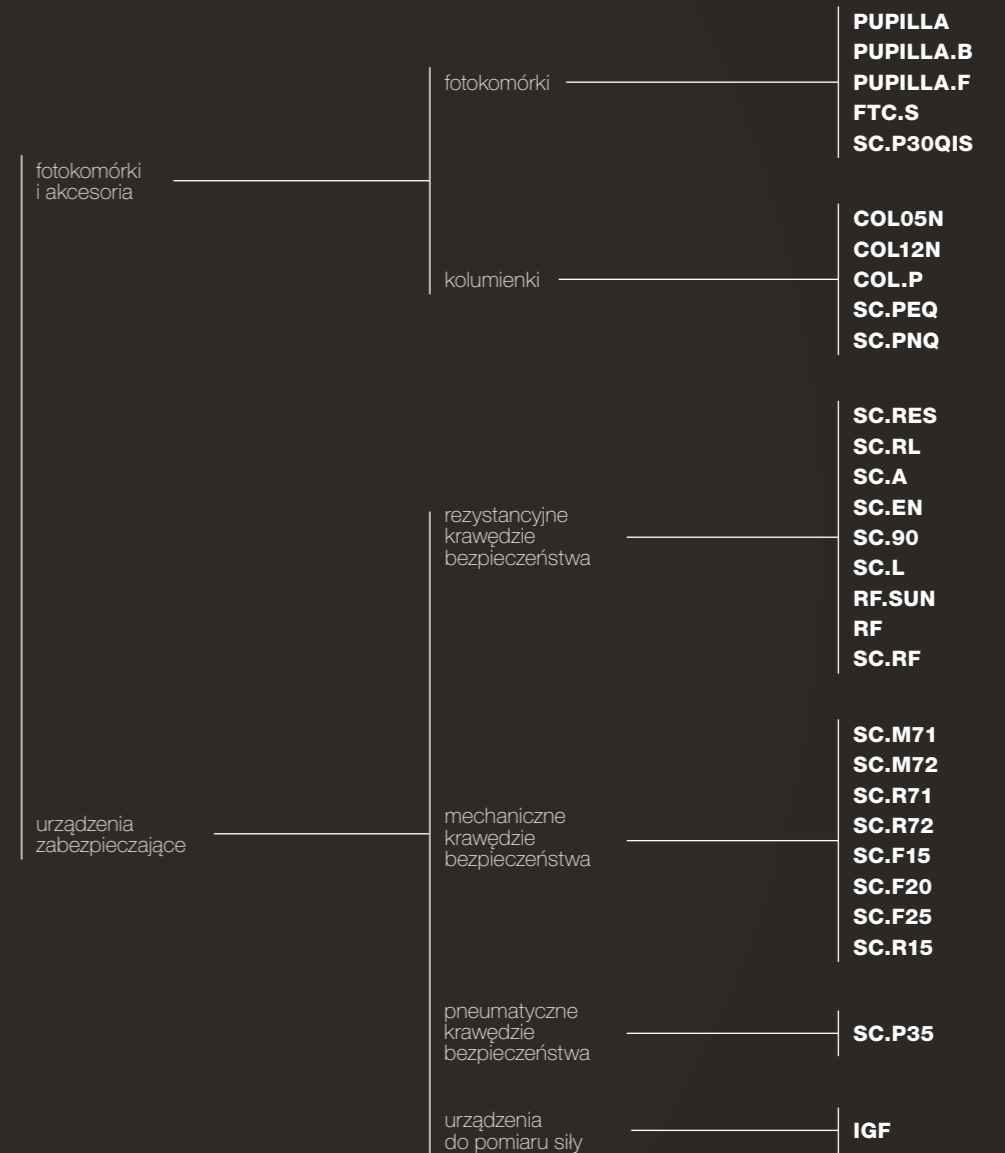 fotokomórki
i akcesoria
fotokomórki
PUPILLA
PUPILLA.B
PUPILLA.F
FTC.S
SC.P30QIS
kolumienki
COL05N
COL12N
COL.P
SC.PEQ
SC.PNQ
urządzenia
zabezpieczające
rezystancyjne
krawędzie
bezpieczeństwa
SC.RES
SC.RL
SC.A
SC.EN
SC.90
SC.L
RF.SUN
RF
SC.RF
mechaniczne
krawędzie
bezpieczeństwa
SC.M71
SC.M72
SC.R71
SC.R72
SC.F15
SC.F20
SC.F25
SC.R15
pneumatyczne
krawędzie
bezpieczeństwa
SC.P35
urządzenia
do pomiaru siły
IGF